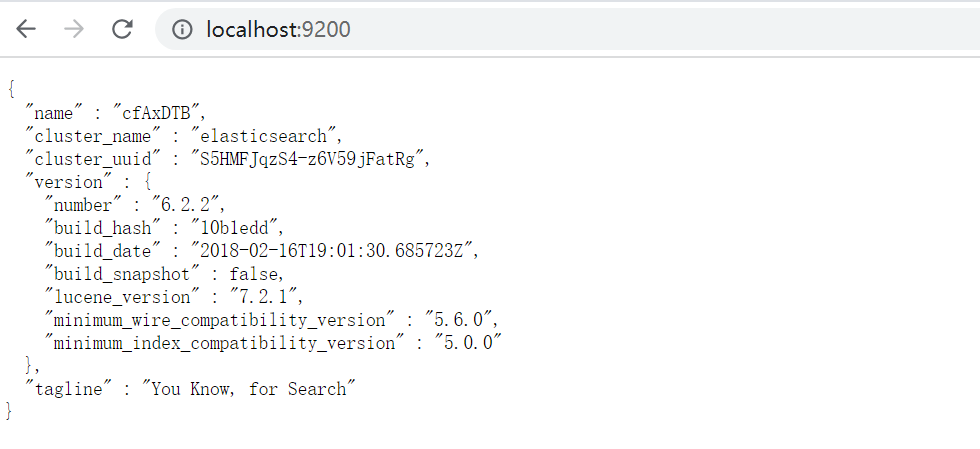 localhost:9200
{
  "name" : "cfAxDTB",
  "cluster_name" : "elasticsearch",
  "cluster_uuid" : "S5HMFJqzS4-z6V59jFatRg",
  "version" : {
    "number" : "6.2.2",
    "build_hash" : "10b1edd",
    "build_date" : "2018-02-16T19:01:30.685723Z",
    "build_snapshot" : false,
    "lucene_version" : "7.2.1",
    "minimum_wire_compatibility_version" : "5.6.0",
    "minimum_index_compatibility_version" : "5.0.0"
  },
  "tagline" : "You Know, for Search"
}